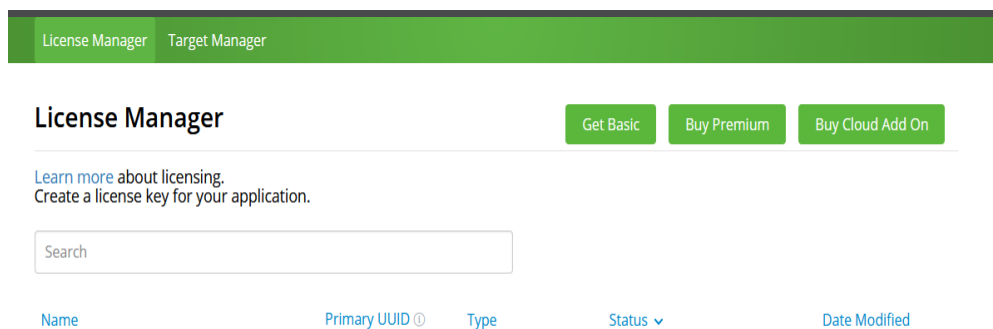 License Manager Target Manager
License Manager
Get Basic Buy Premium Buy Cloud Add On
Learn more about licensing.
Create a license key for your application.
Search
Name Primary UUID Type Status Date Modified